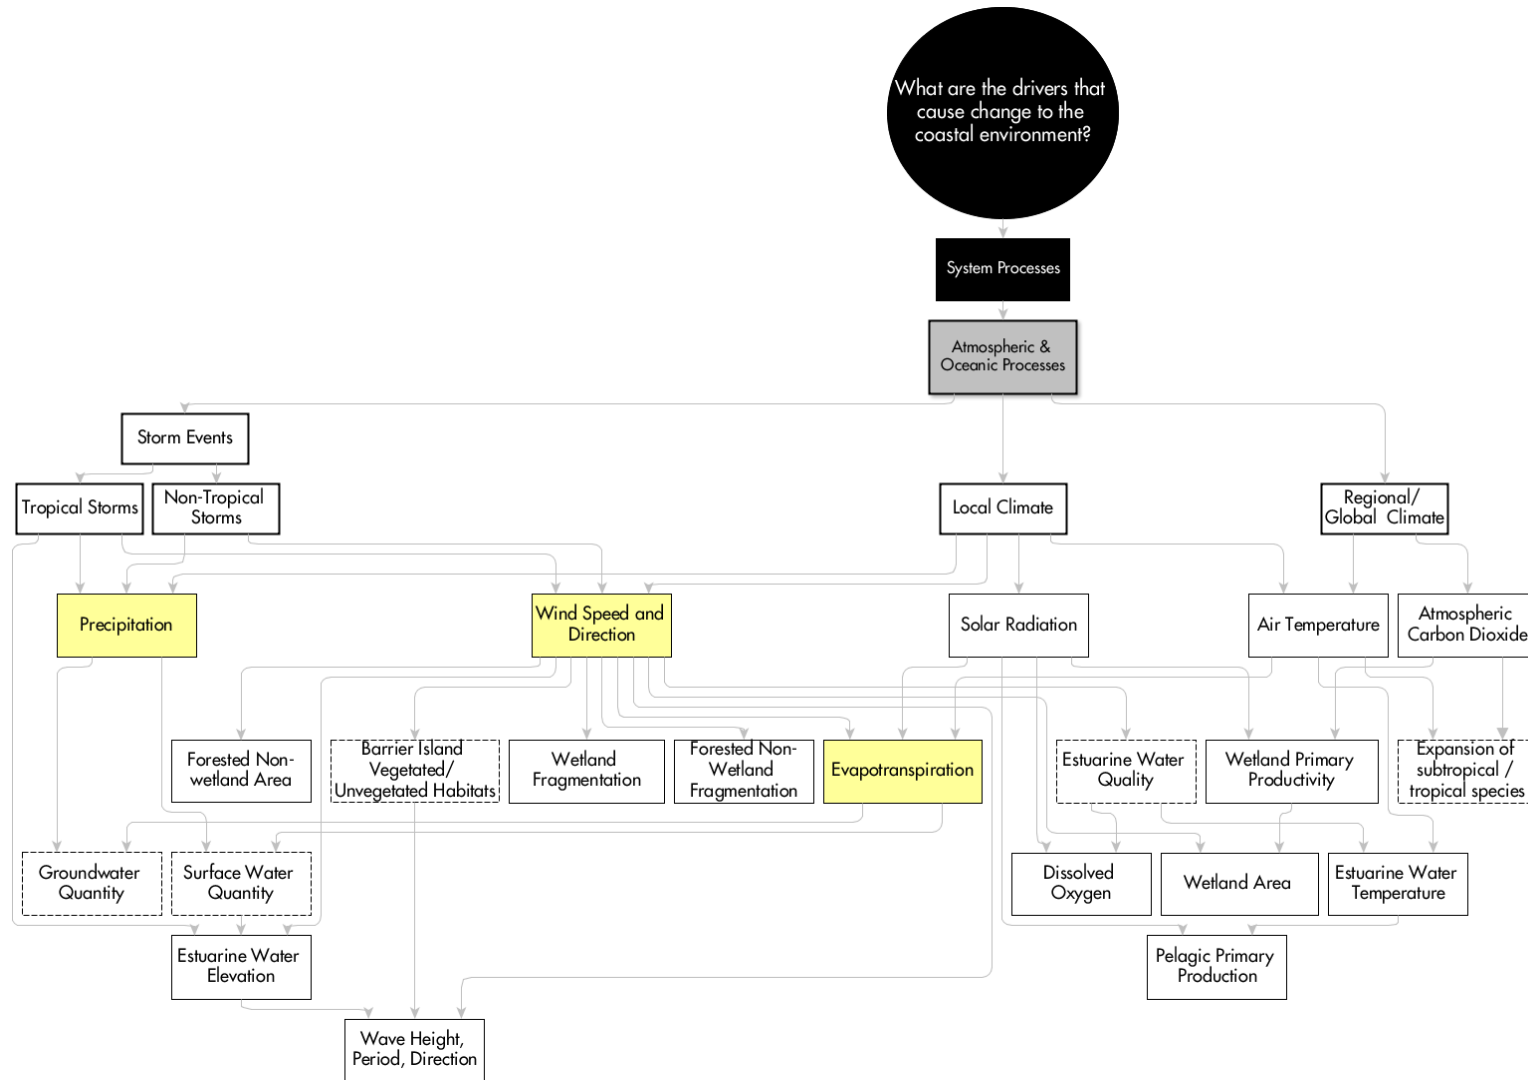 What are the drivers that
cause change to the
coastal environment?
System Processes
Atmospheric &
Oceanic Processes
Storm Events
Tropical Storms
Non-Tropical
Storms
Local Climate
Regional/
Global Climate
Precipitation
Wind Speed and
Direction
Solar Radiation
Air Temperature
Atmospheric
Carbon Dioxide
Forested Non-
wetland Area
Barrier Island
Vegetated/
Unvegetated Habitats
Wetland
Fragmentation
Forested Non-
Wetland
Fragmentation
Evapotranspiration
Estuarine Water
Quality
Wetland Primary
Productivity
Expansion of
subtropical /
tropical species
Groundwater
Quantity
Surface Water
Quantity
Dissolved
Oxygen
Wetland Area
Estuarine Water
Temperature
Estuarine Water
Elevation
Pelagic Primary
Production
Wave Height,
Period, Direction